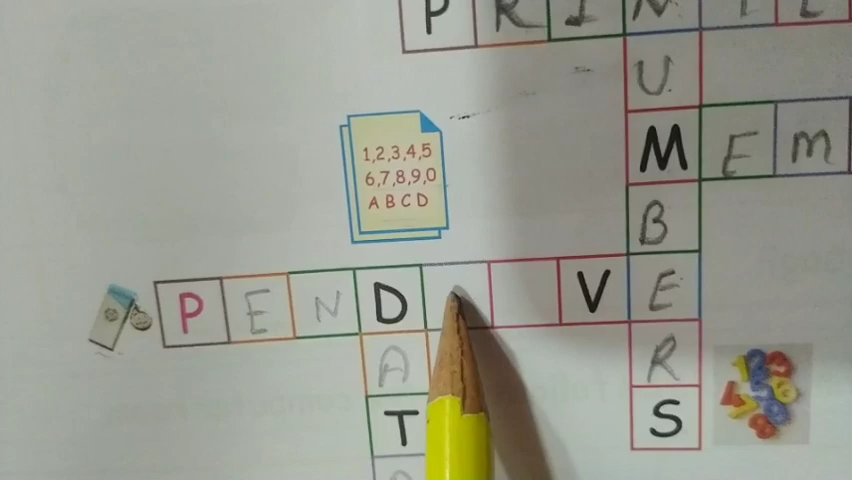 P R I N
U
1,2,3,4,5
6,7,8,9,0
A B C D
M E m
B
P E N D V E
A R
T S